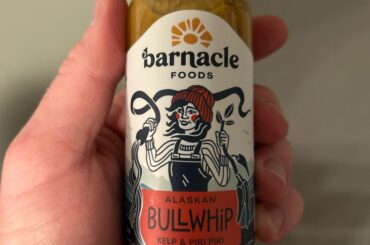 barnacle
FOODS
ALASKAN
BULLWHIP
KELP & PIRI PIRI